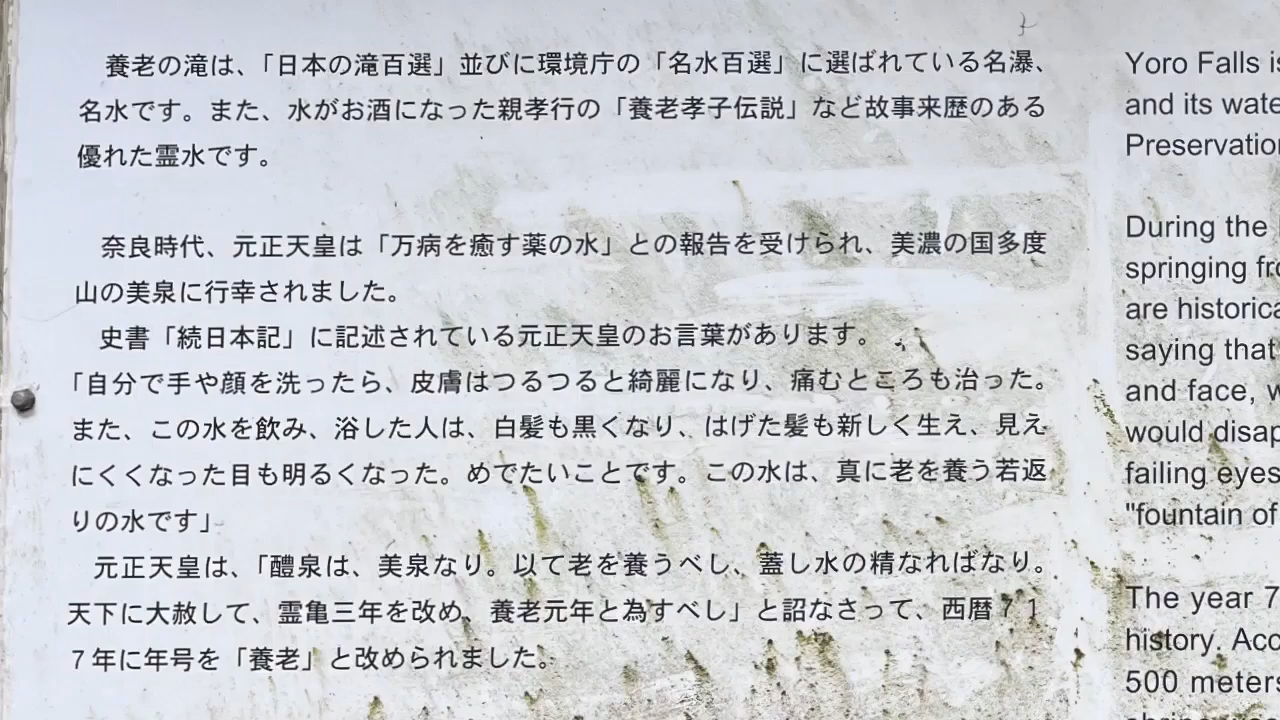 養老の滝は、「日本の滝百選」並びに環境庁の「名水百選」に選ばれている名瀑、
名水です。また、水がお酒になった親孝行の「養老孝子伝説」など故事来歴のある
優れた霊水です。
奈良時代、元正天皇は「万病を癒す薬の水」との報告を受けられ、美濃の国多度
山の美泉に行幸されました。
史書「続日本記」に記述されている元正天皇のお言葉があります。
「自分で手や顔を洗ったら、皮膚はつるつると綺麗になり、痛むところも治った。
また、この水を飲み、浴した人は、白髪も黒くなり、はげた髪も新しく生え、見え
にくくなった目も明るくなった。めでたいことです。この水は、真に老を養う若返
りの水です」
元正天皇は、「醴泉は、美泉なり。以て老を養うべし、蓋し水の精なればなり。
天下に大赦して、霊亀三年を改め、養老元年と為すべし」と詔なさって、西暦７１
７年に年号を「養老」と改められました。
Yoro Falls
and its
During the
springing
are
saying that
and face,
would
failing
"fountain of
The year
history.
500 meters